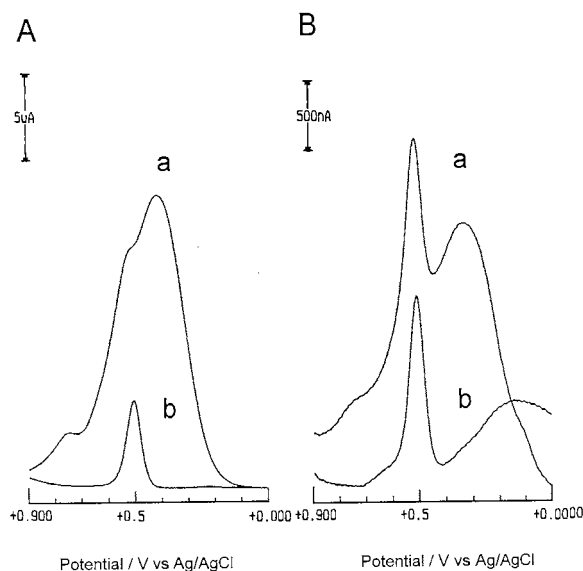 A
5uA
a
b
+0.900
+0.5
+0.000
Potential / V vs Ag/AgCl
B
500nA
a
b
+0.900
+0.5
+0.0000
Potential / V vs Ag/AgCl